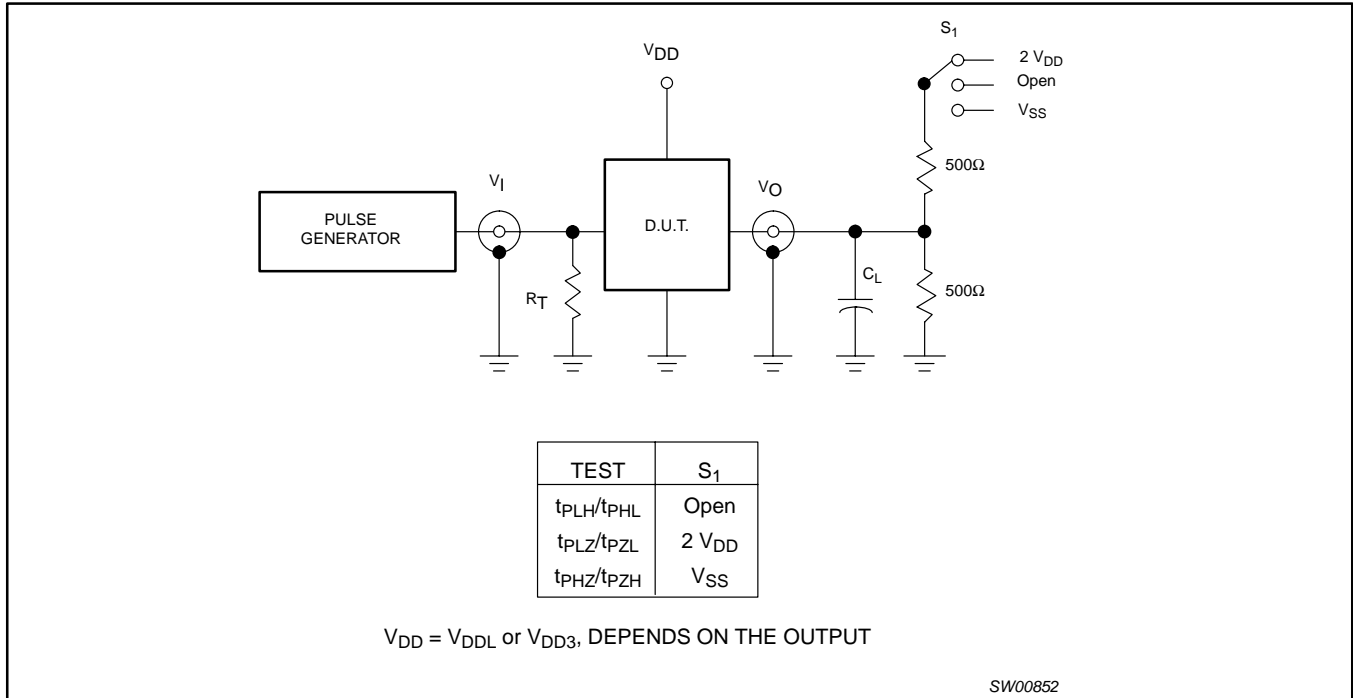 S1
2 VDD
Open
VSS
VDD
500Ω
VI
VO
PULSE
GENERATOR
D.U.T.
RT
CL
500Ω
TEST S1
tPLH/tPHL Open
tPLZ/tPZL 2 VDD
tPHZ/tPZH VSS
VDD = VDDL or VDD3, DEPENDS ON THE OUTPUT
SW00852